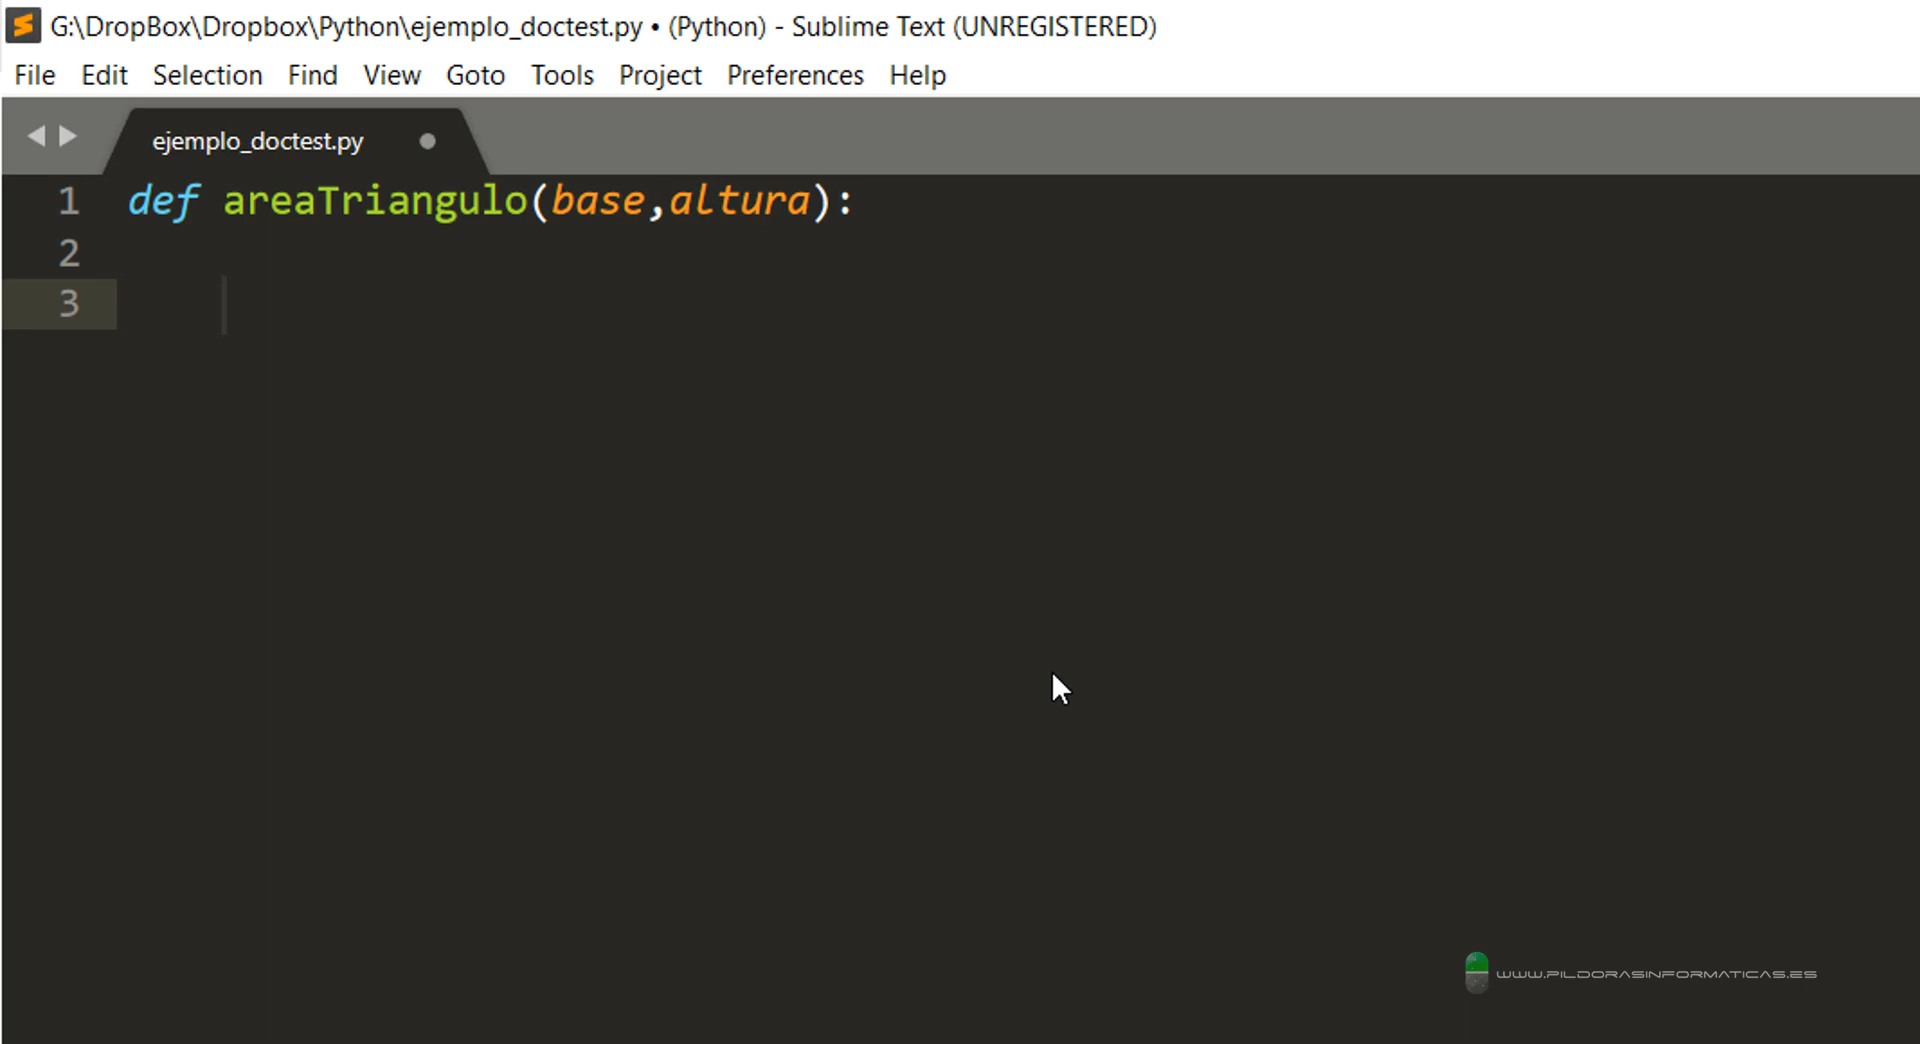 G:\DropBox\Dropbox\Python\ejemplo_doctest.py • (Python) - Sublime Text (UNREGISTERED)
File Edit Selection Find View Goto Tools Project Preferences Help
ejemplo_doctest.py
1 def areaTriangulo(base,altura):
2
3
WWW.PILDORASINFORMATICAS.ES